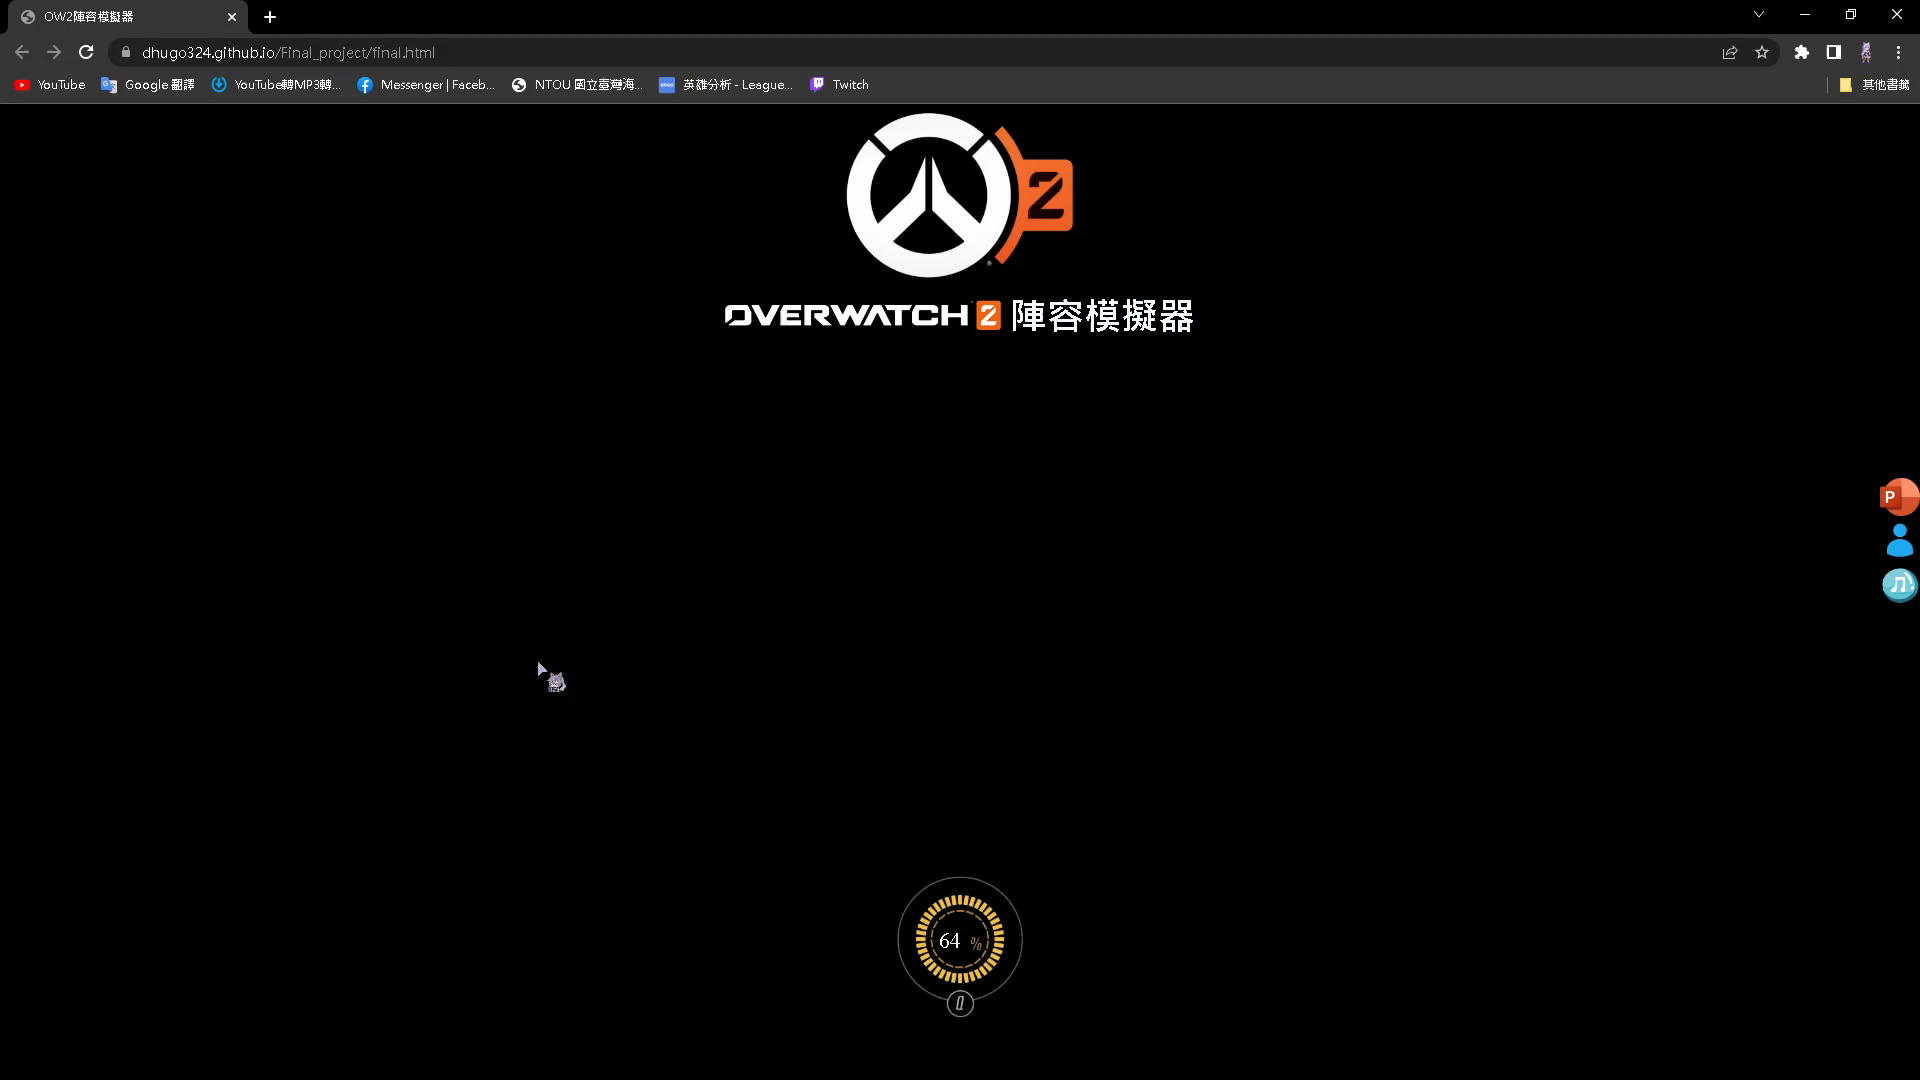 OW2陣容模擬器
dhugo324.github.io/Final_project/final.html
YouTube
Google 翻譯
YouTube轉MP3轉...
Messenger | Faceb...
NTOU 國立臺灣海...
英雄分析 - League...
Twitch
其他書籤
2
OVERWATCH 2 陣容模擬器
P
64 %
Q